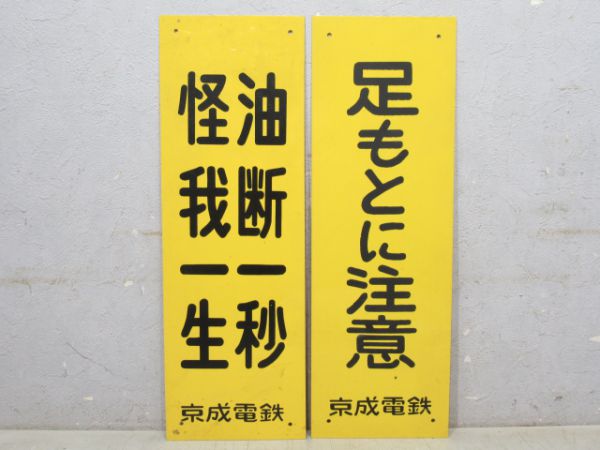 油断一秒
怪我一生
京成電鉄
足もとに注意
京成電鉄